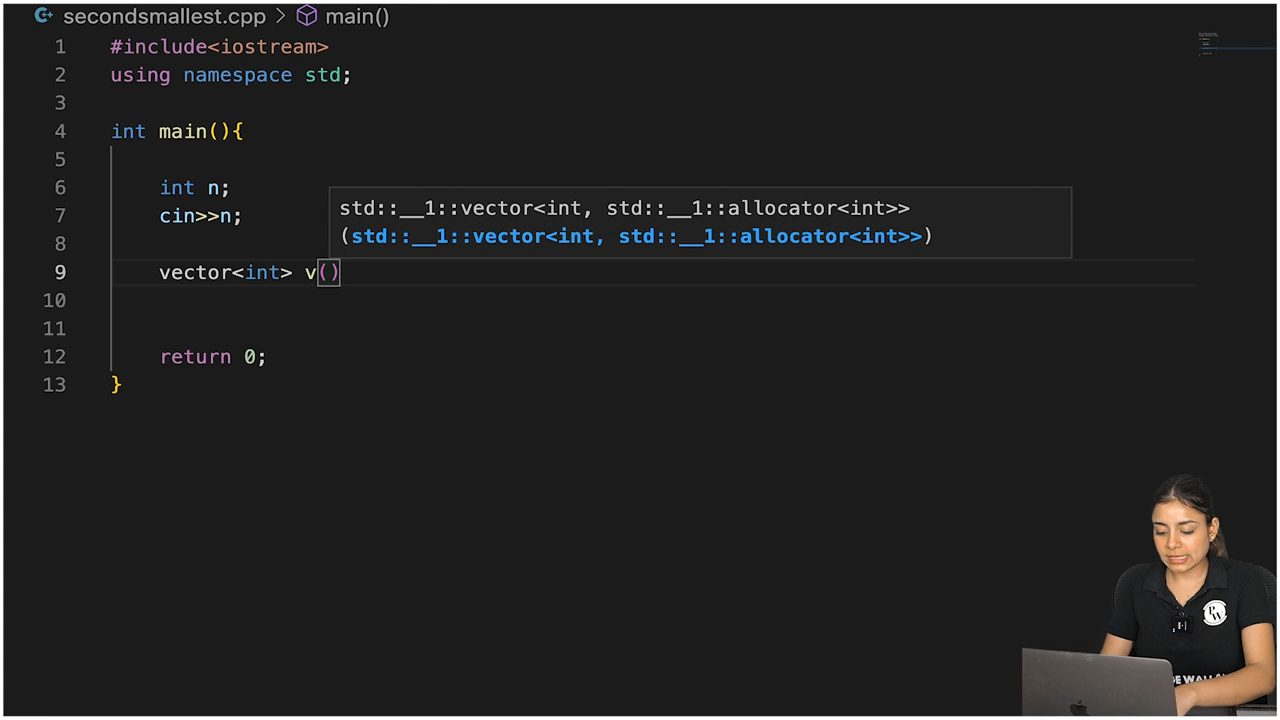 secondsmallest.cpp > main()
1 #include<iostream>
2 using namespace std;
3
4 int main(){
5
6 int n;
7 cin>>n;
8
std::__1::vector<int, std::__1::allocator<int>>
(std::__1::vector<int, std::__1::allocator<int>>)
9 vector<int> v()
10
11
12 return 0;
13 }
PW